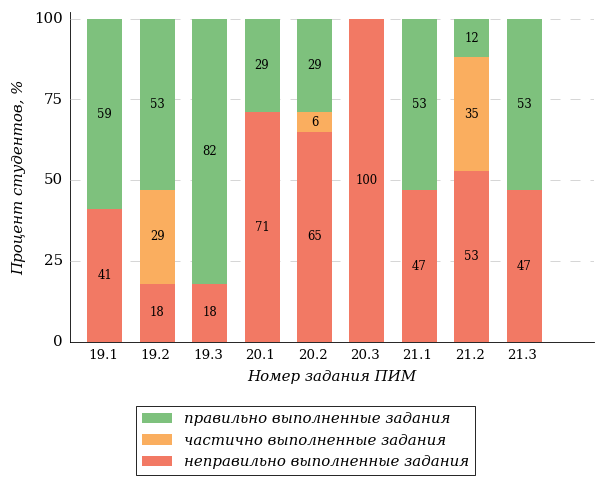 Процент студентов, %
100
75
50
25
0
59 53 82 29 29 100 53 12 53
29 6 35
41 18 18 71 65 47 53 47
19.1 19.2 19.3 20.1 20.2 20.3 21.1 21.2 21.3
Номер задания ПИМ
правильно выполненные задания
частично выполненные задания
неправильно выполненные задания